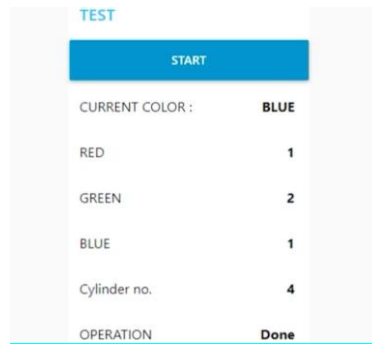 TEST
START
CURRENT COLOR : BLUE
RED 1
GREEN 2
BLUE 1
Cylinder no. 4
OPERATION Done